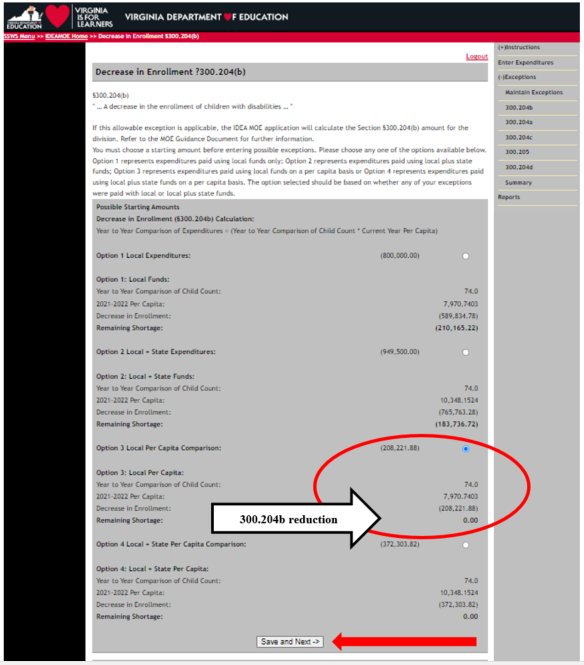 VIRGINIA
IS FOR
LEARNERS
VIRGINIA DEPARTMENT OF EDUCATION
EDUCATION
SSWS Menu >> IDEAMOE Home >> Decrease in Enrollment §300.204(b)
Logout
(+)Instructions
Enter Expenditures
(-)Exceptions
Maintain Exceptions
300.204b
300.204a
300.204c
300.205
300.204d
Summary
Reports
Decrease in Enrollment ?300.204(b)
§300.204(b)
" ... A decrease in the enrollment of children with disabilities ... "
If this allowable exception is applicable, the IDEA MOE application will calculate the Section §300.204(b) amount for the
division. Refer to the MOE Guidance Document for further information.
You must choose a starting amount before entering possible exceptions. Please choose any one of the options available below.
Option 1 represents expenditures paid using local funds only; Option 2 represents expenditures paid using local plus state
funds; Option 3 represents expenditures paid using local funds on a per capita basis or Option 4 represents expenditures paid
using local plus state funds on a per capita basis. The option selected should be based on whether any of your exceptions
were paid with local or local plus state funds.
Possible Starting Amounts
Decrease in Enrollment (§300.204b) Calculation:
Year to Year Comparison of Expenditures = (Year to Year Comparison of Child Count * Current Year Per Capita)
Option 1 Local Expenditures: (800,000.00)
Option 1: Local Funds:
Year to Year Comparison of Child Count: 74.0
2021-2022 Per Capita: 7,970.7403
Decrease in Enrollment: (589,834.78)
Remaining Shortage: (210,165.22)
Option 2 Local + State Expenditures: (949,500.00)
Option 2: Local + State Funds:
Year to Year Comparison of Child Count: 74.0
2021-2022 Per Capita: 10,348.1524
Decrease in Enrollment: (765,763.28)
Remaining Shortage: (183,736.72)
Option 3 Local Per Capita Comparison: (208,221.88)
Option 3: Local Per Capita:
Year to Year Comparison of Child Count: 74.0
2021-2022 Per Capita: 7,970.7403
Decrease in Enrollment: (208,221.88)
Remaining Shortage: 0.00
300.204b reduction
Option 4 Local + State Per Capita Comparison: (372,303.82)
Option 4: Local + State Per Capita:
Year to Year Comparison of Child Count: 74.0
2021-2022 Per Capita: 10,348.1524
Decrease in Enrollment: (372,303.82)
Remaining Shortage: 0.00
Save and Next ->